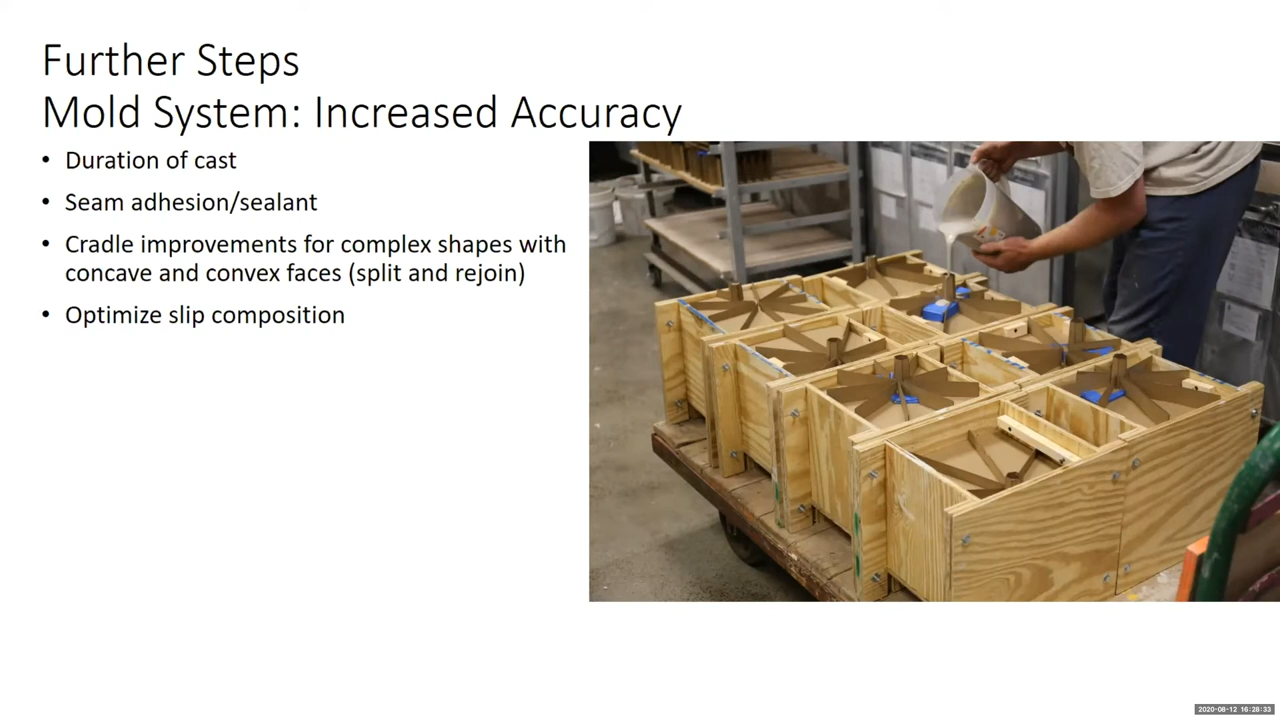 Further Steps
Mold System: Increased Accuracy
• Duration of cast
• Seam adhesion/sealant
• Cradle improvements for complex shapes with
concave and convex faces (split and rejoin)
• Optimize slip composition
2020-08-12 16:28:33